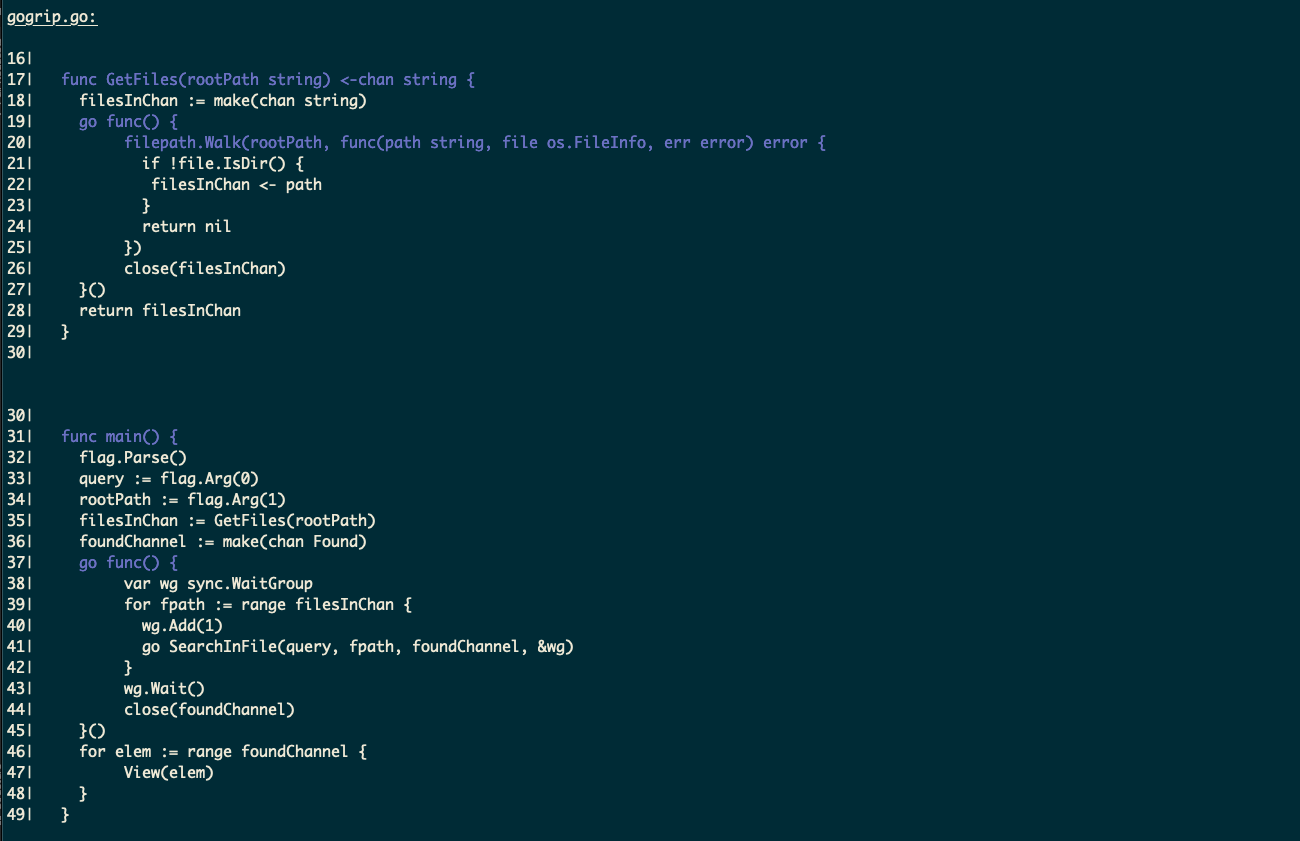 gogrip.go:
16|
17|   func GetFiles(rootPath string) <-chan string {
18|     filesInChan := make(chan string)
19|     go func() {
20|          filepath.Walk(rootPath, func(path string, file os.FileInfo, err error) error {
21|            if !file.IsDir() {
22|             filesInChan <- path
23|            }
24|            return nil
25|          })
26|          close(filesInChan)
27|     }()
28|     return filesInChan
29|   }
30|
30|
31|   func main() {
32|     flag.Parse()
33|     query := flag.Arg(0)
34|     rootPath := flag.Arg(1)
35|     filesInChan := GetFiles(rootPath)
36|     foundChannel := make(chan Found)
37|     go func() {
38|          var wg sync.WaitGroup
39|          for fpath := range filesInChan {
40|            wg.Add(1)
41|            go SearchInFile(query, fpath, foundChannel, &wg)
42|          }
43|          wg.Wait()
44|          close(foundChannel)
45|     }()
46|     for elem := range foundChannel {
47|          View(elem)
48|     }
49|   }